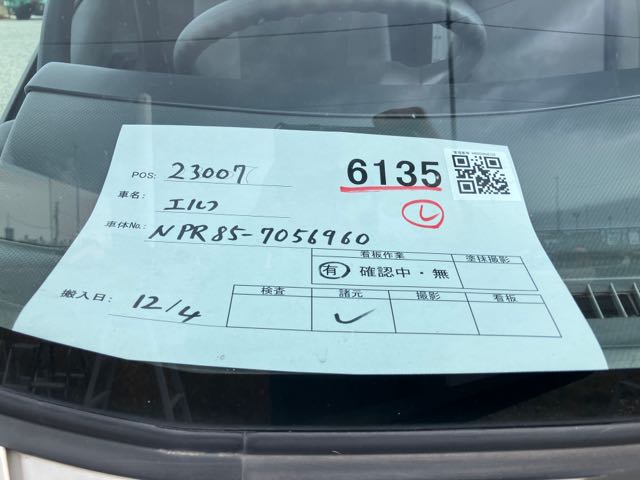 POS: 23007
6135
車名: エルフ
し
車体No.: NPR85-7056960
看板作業 塗抹撮影
有 確認中・無
搬入日: 12/4
検査 諸元 撮影 看板
✓